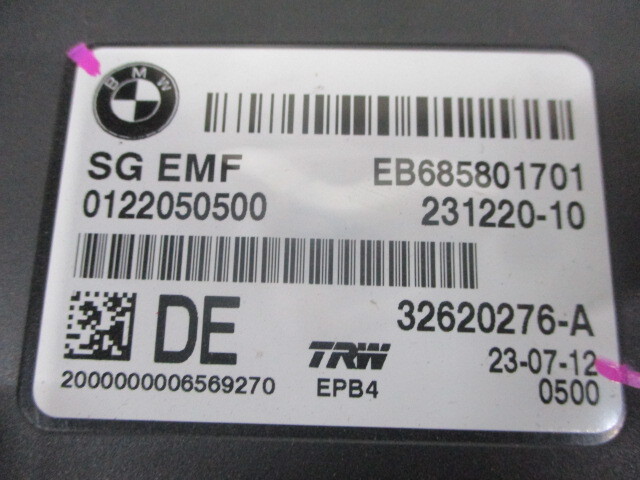 BMW
SG EMF EB685801701
0122050500 231220-10
DE 32620276-A
TRW 23-07-12
2000000006569270 EPB4 0500